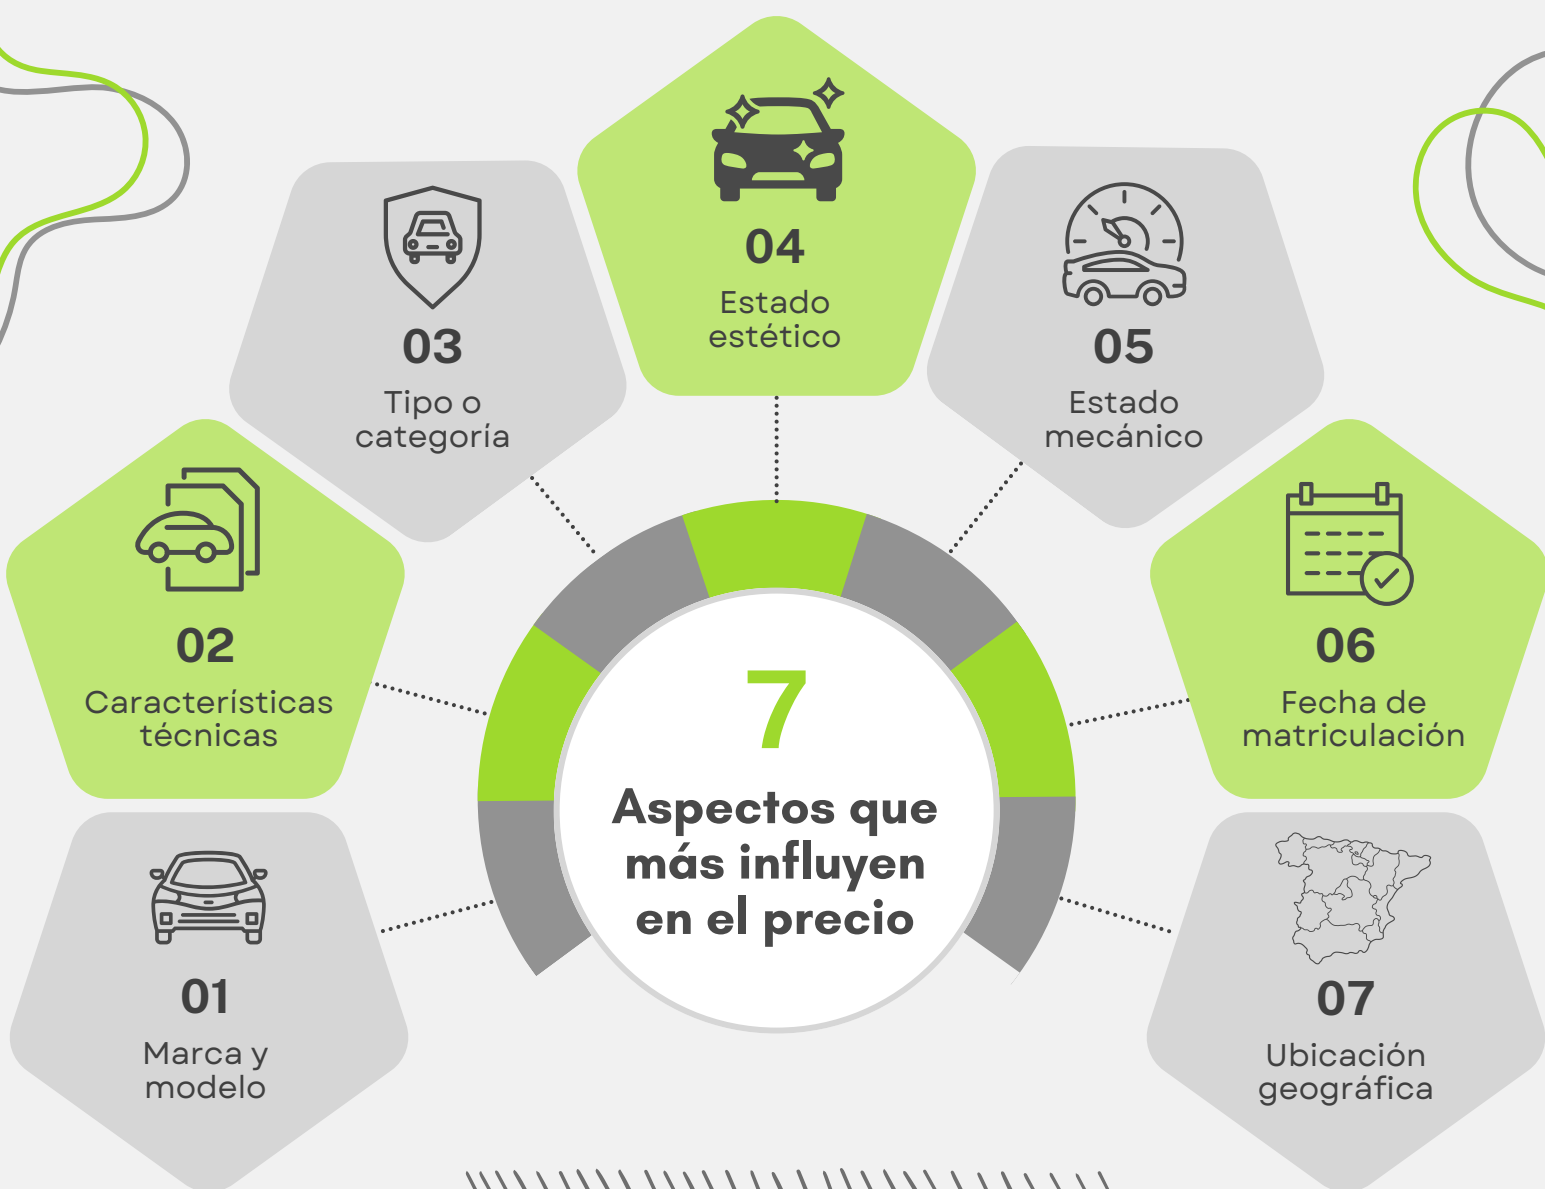 7
Aspectos que
más influyen
en el precio
01
Marca y
modelo
02
Características
técnicas
03
Tipo o
categoría
04
Estado
estético
05
Estado
mecánico
06
Fecha de
matriculación
07
Ubicación
geográfica